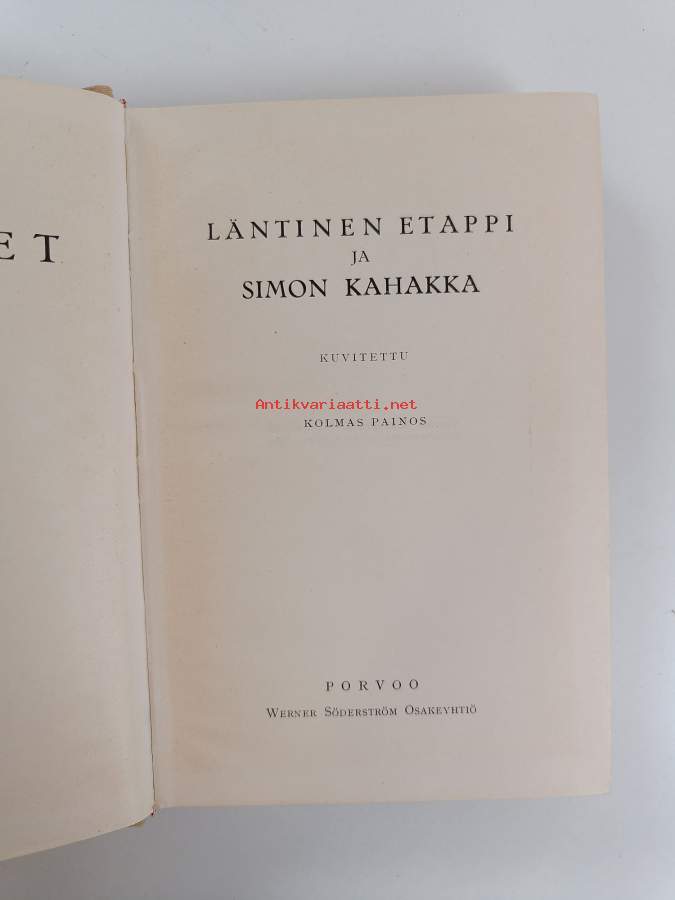 ET
LÄNTINEN ETAPPI
JA
SIMON KAHAKKA
KUVITETTU
Antikvariaatti.net
KOLMAS PAINOS
PORVOO
WERNER SÖDERSTRÖM OSAKEYHTIÖ